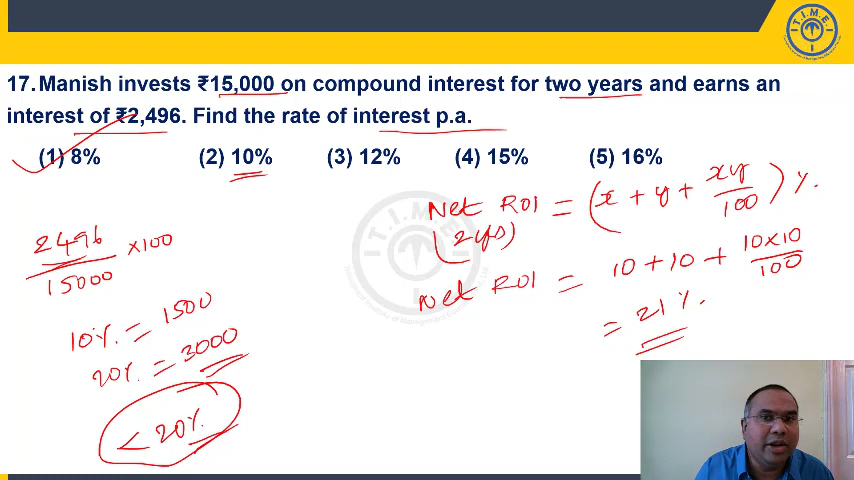 T.I.M.E.
17. Manish invests ₹15,000 on compound interest for two years and earns an
interest of ₹2,496. Find the rate of interest p.a.
(1) 8% (2) 10% (3) 12% (4) 15% (5) 16%
Net ROI = (x + y + xy/100) %.
(2 yrs)
2496/15000 × 100
Net ROI = 10 + 10 + 10×10/100
= 21%.
10% = 1500
20% = 3000
< 20%